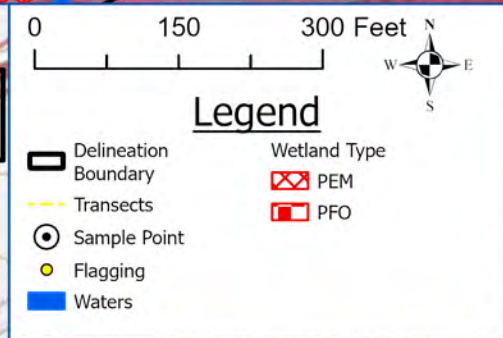 0 150 300 Feet
N
W E
S
Legend
Delineation
Boundary
Transects
Sample Point
Flagging
Waters
Wetland Type
PEM
PFO